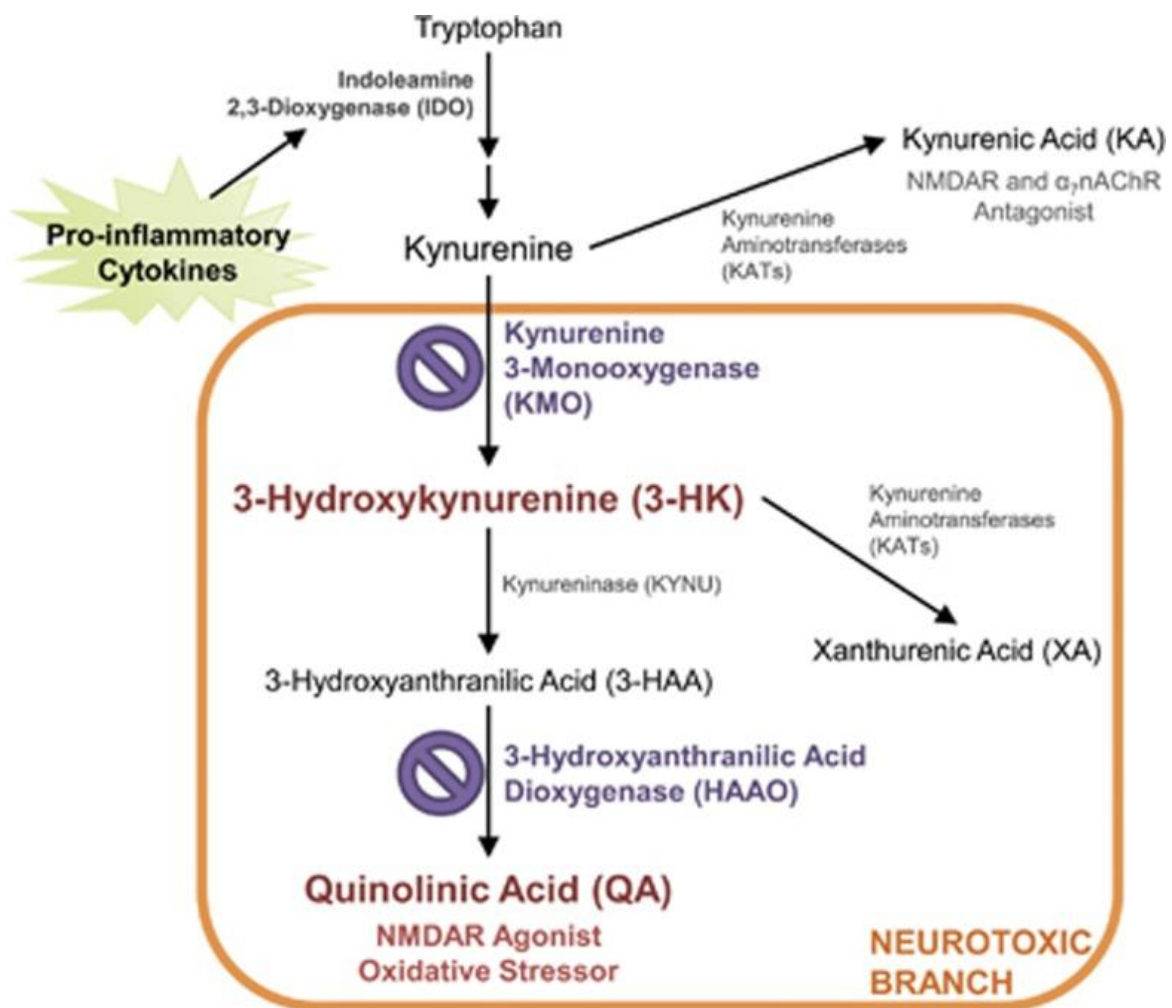 Tryptophan
Indoleamine
2,3-Dioxygenase (IDO)
Pro-inflammatory
Cytokines
Kynurenine
Kynurenine
Aminotransferases
(KATs)
Kynurenic Acid (KA)
NMDAR and α₇nAChR
Antagonist
Kynurenine
3-Monooxygenase
(KMO)
3-Hydroxykynurenine (3-HK)
Kynurenine
Aminotransferases
(KATs)
Kynureninase (KYNU)
Xanthurenic Acid (XA)
3-Hydroxyanthranilic Acid (3-HAA)
3-Hydroxyanthranilic Acid
Dioxygenase (HAAO)
Quinolinic Acid (QA)
NMDAR Agonist
Oxidative Stressor
NEUROTOXIC
BRANCH